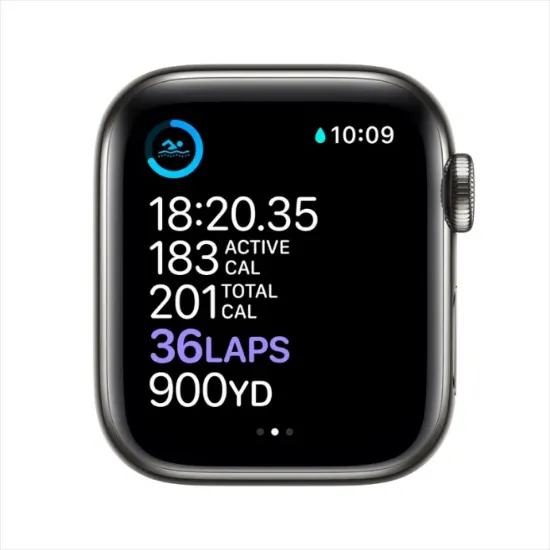 10:09
18:20.35
183 ACTIVE CAL
201 TOTAL CAL
36LAPS
900YD